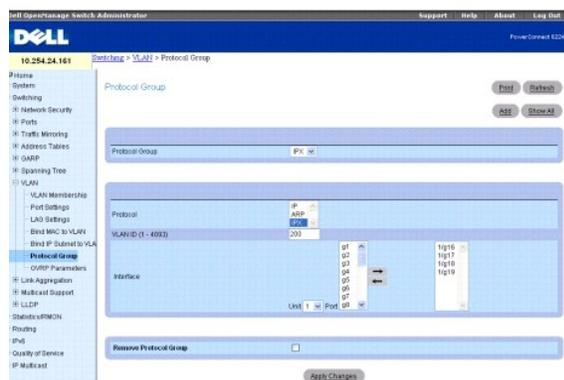 Dell OpenManage Switch Administrator
Support Help About Log Out
DELL
PowerConnect 6224
10.254.24.161
Switching > VLAN > Protocol Group
Home
System
Switching
Network Security
Ports
Traffic Mirroring
Address Tables
GARP
Spanning Tree
VLAN
VLAN Membership
Port Settings
LAG Settings
Bind MAC to VLAN
Bind IP Subnet to VLA
Protocol Group
GVRP Parameters
Link Aggregation
Multicast Support
LLDP
Statistics/RMON
Routing
IPv6
Quality of Service
IP Multicast
Protocol Group
Print Refresh
Add Show All
Protocol Group IPX
Protocol
IP
ARP
IPX
VLAN ID (1 - 4093) 200
Interface
g1
g2
g3
g4
g5
g6
g7
g8
Unit 1 Port
1/g16
1/g17
1/g18
1/g19
Remove Protocol Group
Apply Changes